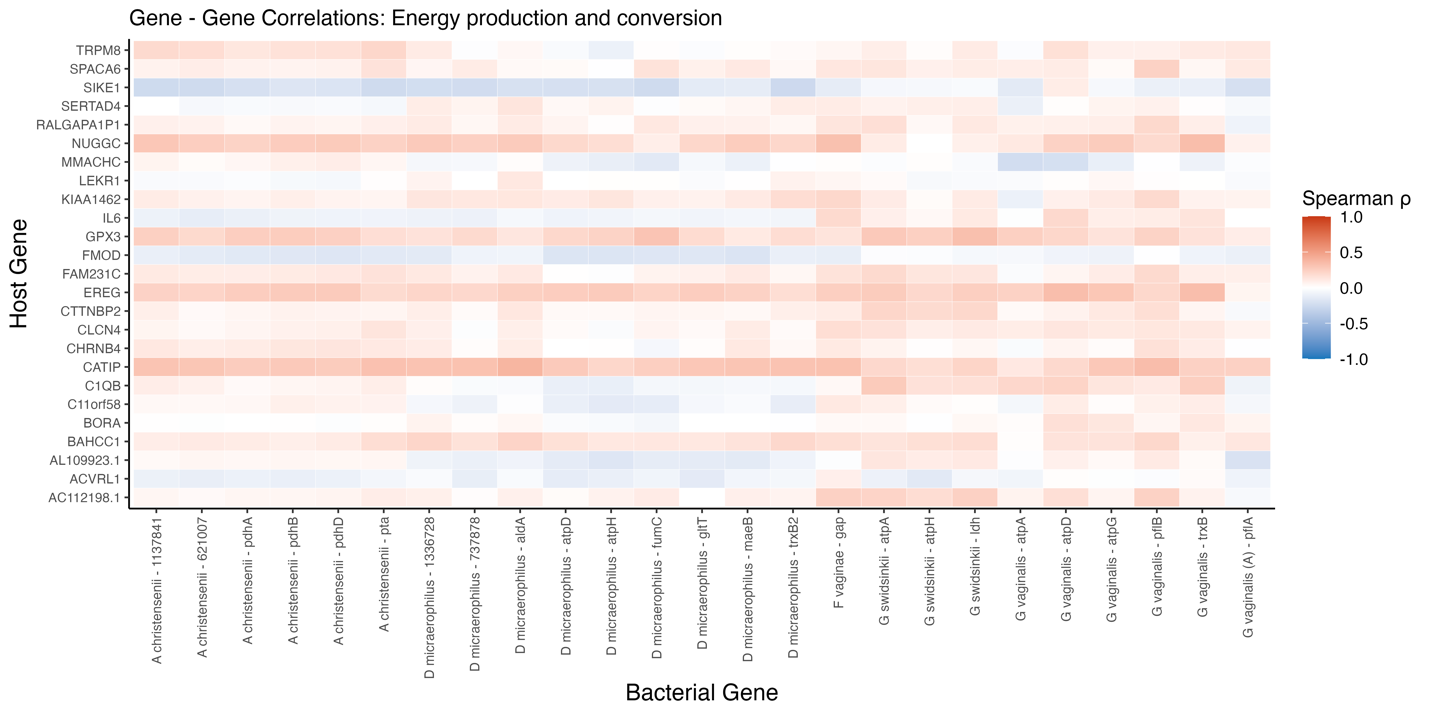 Gene - Gene Correlations: Energy production and conversion
Host Gene
TRPM8
SPACA6
SIKE1
SERTAD4
RALGAPA1P1
NUGGC
MMACHC
LEKR1
KIAA1462
IL6
GPX3
FMOD
FAM231C
EREG
CTTNBP2
CLCN4
CHRNB4
CATIP
C1QB
C11orf58
BORA
BAHCC1
AL109923.1
ACVRL1
AC112198.1
A christensenii - 1137841
A christensenii - 621007
A christensenii - pdhA
A christensenii - pdhB
A christensenii - pdhD
A christensenii - pta
D micraerophilus - 1336728
D micraerophilus - 737878
D micraerophilus - aldA
D micraerophilus - atpD
D micraerophilus - atpH
D micraerophilus - fumC
D micraerophilus - gltT
D micraerophilus - maeB
D micraerophilus - trxB2
F vaginae - gap
G swidsinkii - atpA
G swidsinkii - atpH
G swidsinkii - ldh
G vaginalis - atpA
G vaginalis - atpD
G vaginalis - atpG
G vaginalis - pflB
G vaginalis - trxB
G vaginalis (A) - pflA
Bacterial Gene
Spearman ρ
1.0
0.5
0.0
-0.5
-1.0